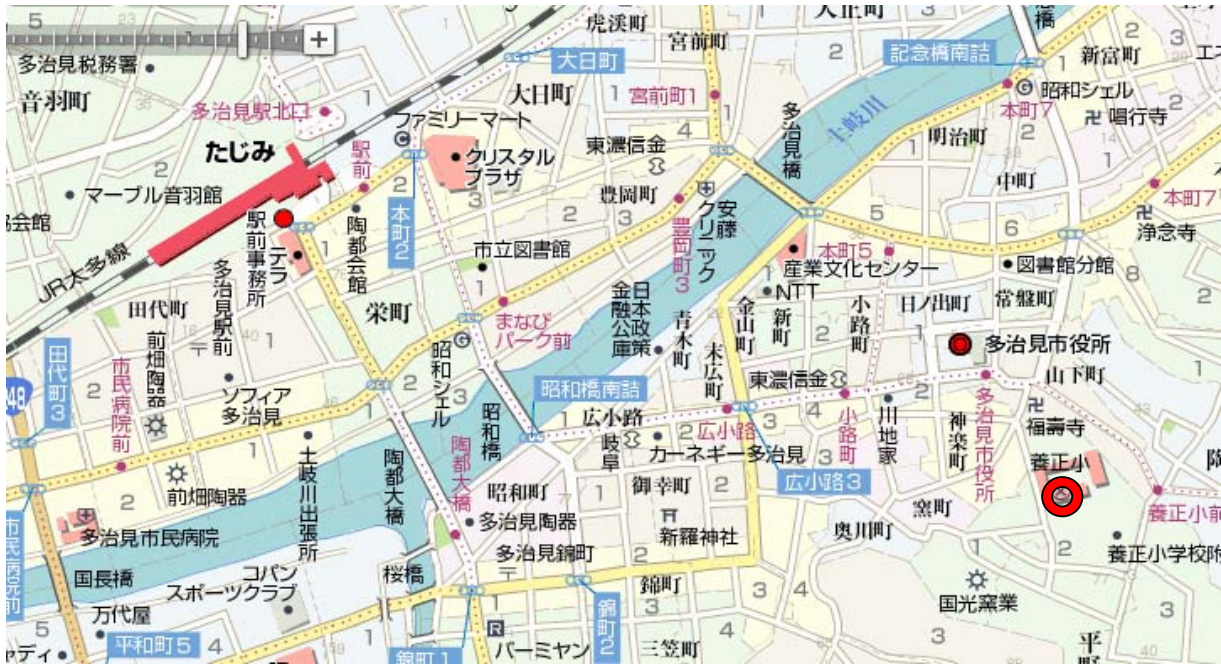 5
多治見税務署
音羽町
多治見駅北口
たじみ
マーブル音羽館
JR太多線
駅前事務所
テラ
駅前
陶都会館
ファミリーマート
クリスタル
プラザ
本町2
大日町
大日町
虎渓町
宮前町
宮前町1
東濃信金
豊岡町
豊岡町3
安藤
クリニック
多治見橋
土岐川
記念橋南詰
新富町
昭和シェル
本町7
唱行寺
明治町
中町
本町7
浄念寺
本町5
産業文化センター
図書館分館
NTT
小路町
日ノ出町
常盤町
金山町
新町
青木町
末広町
日本政策
金融公庫
市立図書館
まなび
パーク前
栄町
田代町
多治見駅前
前畑陶器
ソフィア
多治見
市民病院前
田代町3
48
昭和シェル
昭和橋
昭和橋南詰
広小路
広小路
岐阜
カーネギー多治見
東濃信金
小路町
川地家
多治見市役所
多治見市役所
山下町
神楽町
福壽寺
養正小
養正小前
養正小学校附
窯町
奥川町
国光窯業
広小路3
御幸町
新羅神社
昭和町
多治見陶器
多治見錦町
陶都大橋
陶都大橋
土岐川出張所
前畑陶器
多治見市民病院
市民病院前
国長橋
万代屋
平和町5
コパン
スポーツクラブ
桜橋
錦町1
錦町
錦町2
バーミヤン
三笠町